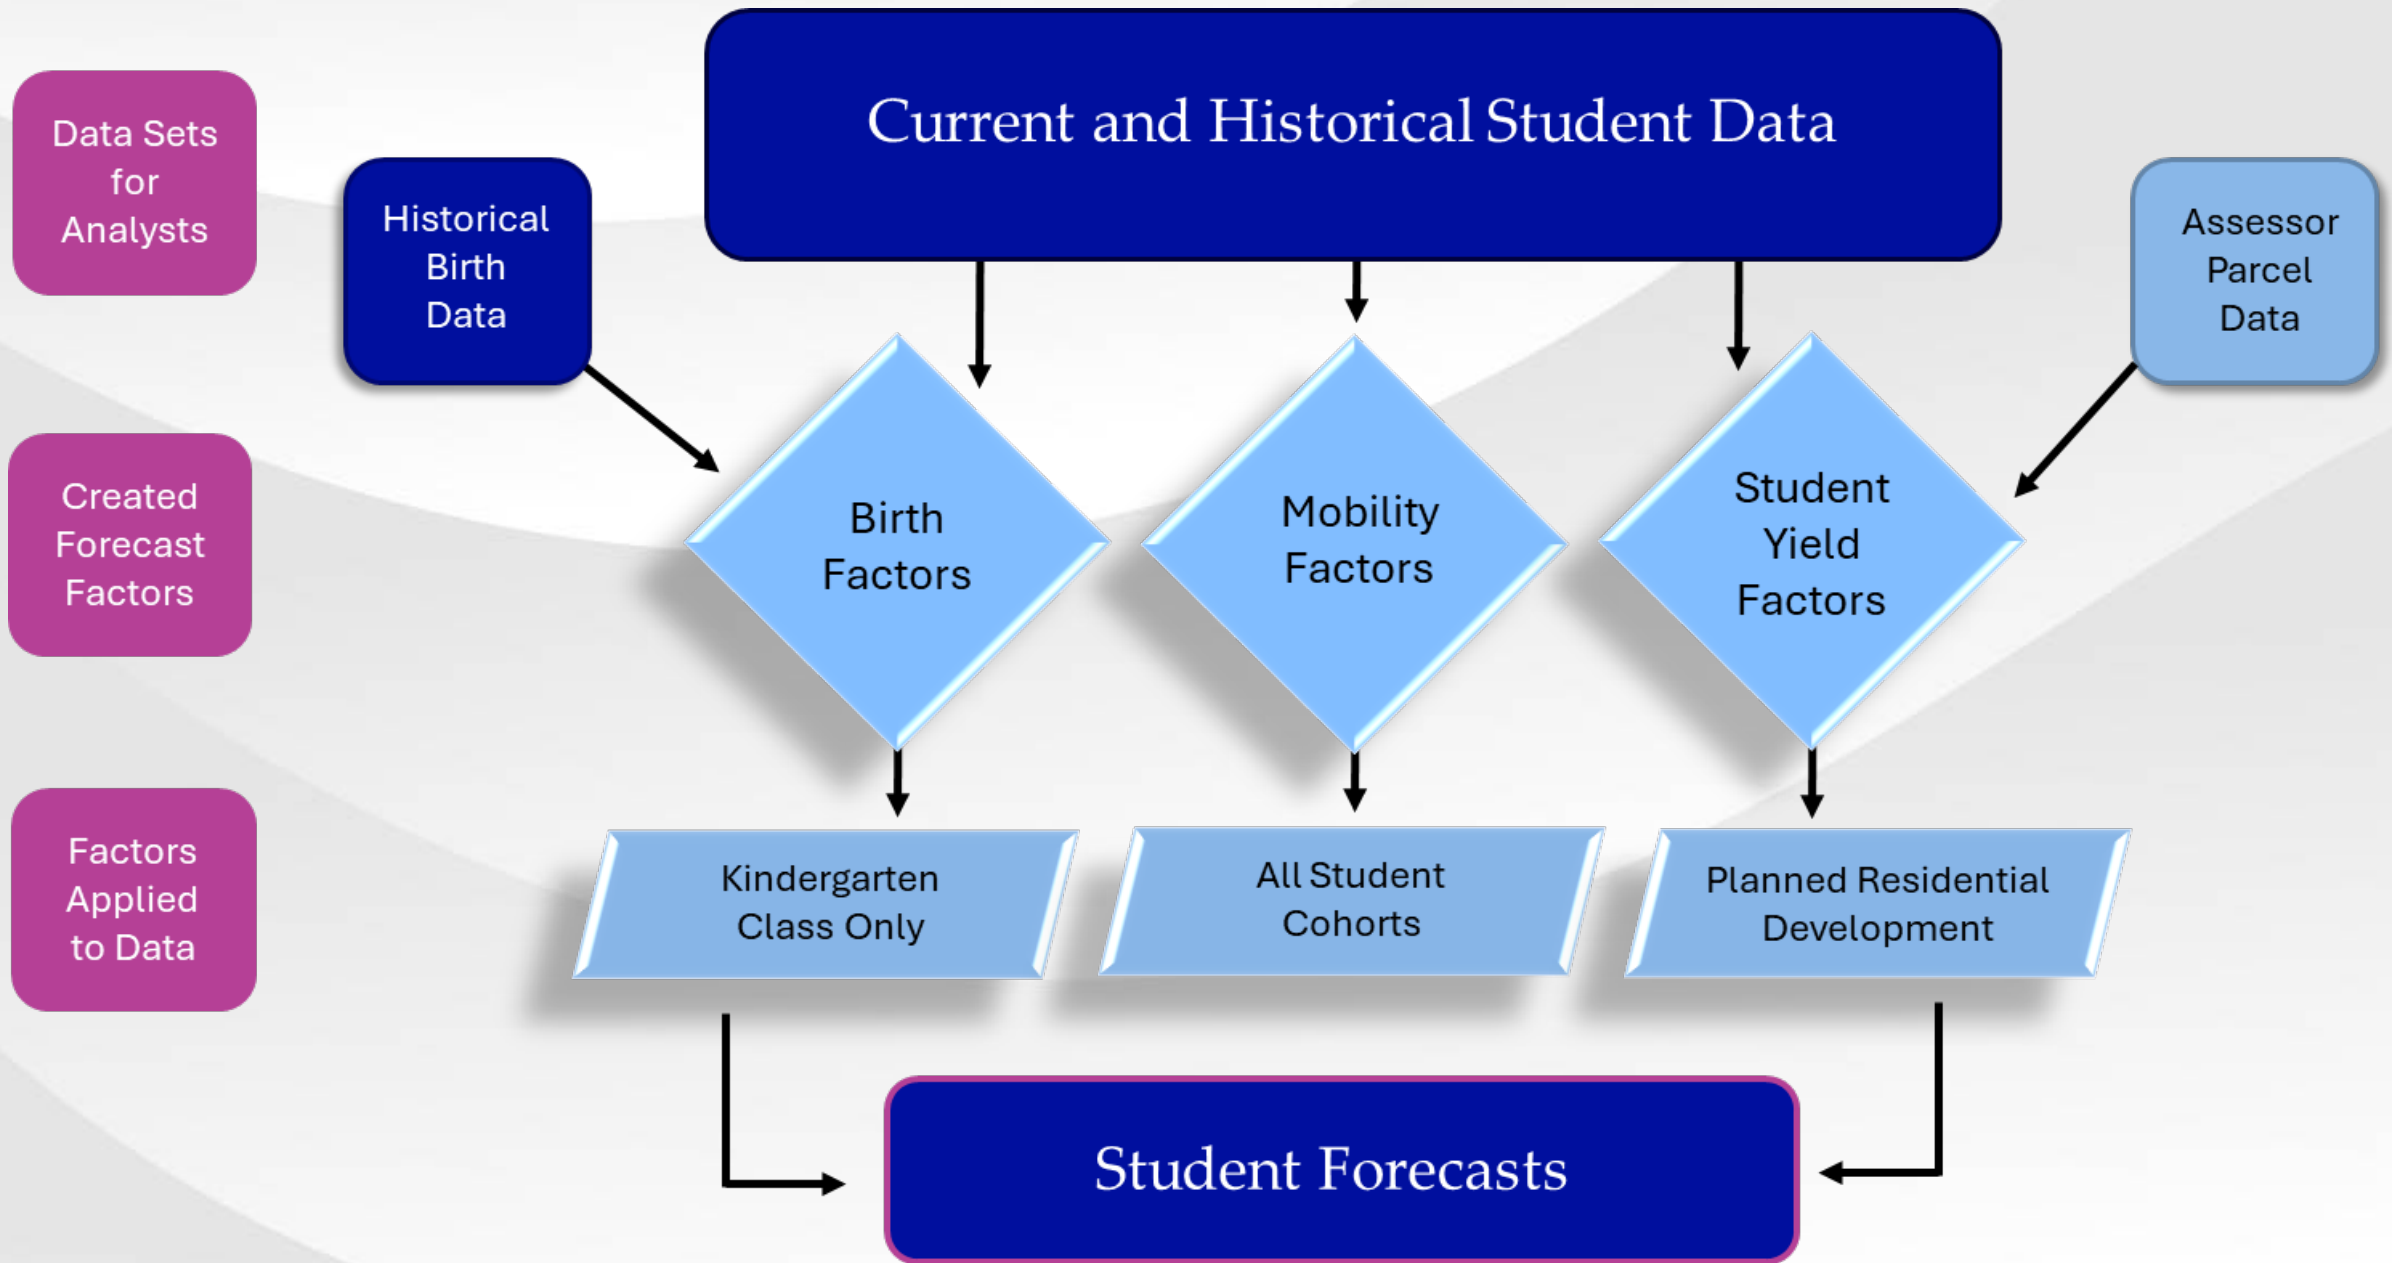 Current and Historical Student Data
Data Sets
for
Analysts
Historical
Birth
Data
Assessor
Parcel
Data
Created
Forecast
Factors
Birth
Factors
Mobility
Factors
Student
Yield
Factors
Factors
Applied
to Data
Kindergarten
Class Only
All Student
Cohorts
Planned Residential
Development
Student Forecasts